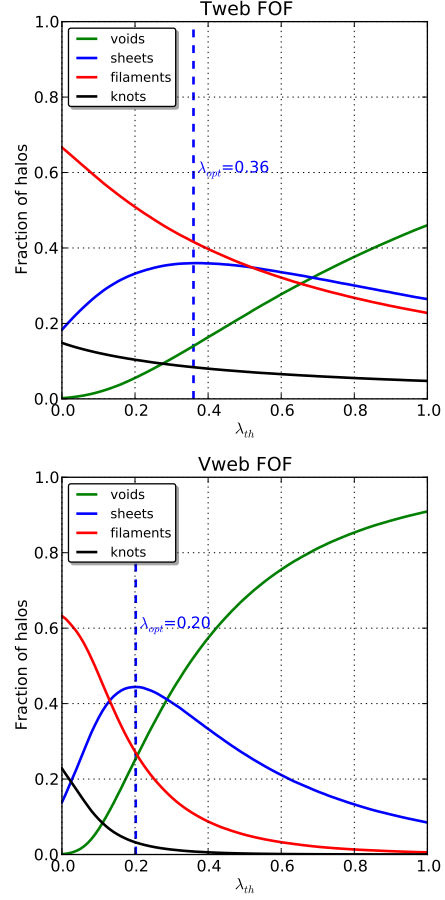 Tweb FOF
1.0
0.8
0.6
0.4
0.2
0.0
Fraction of halos
voids
sheets
filaments
knots
λopt=0.36
0.0 0.2 0.4 0.6 0.8 1.0
λth
Vweb FOF
1.0
0.8
0.6
0.4
0.2
0.0
Fraction of halos
voids
sheets
filaments
knots
λopt=0.20
0.0 0.2 0.4 0.6 0.8 1.0
λth